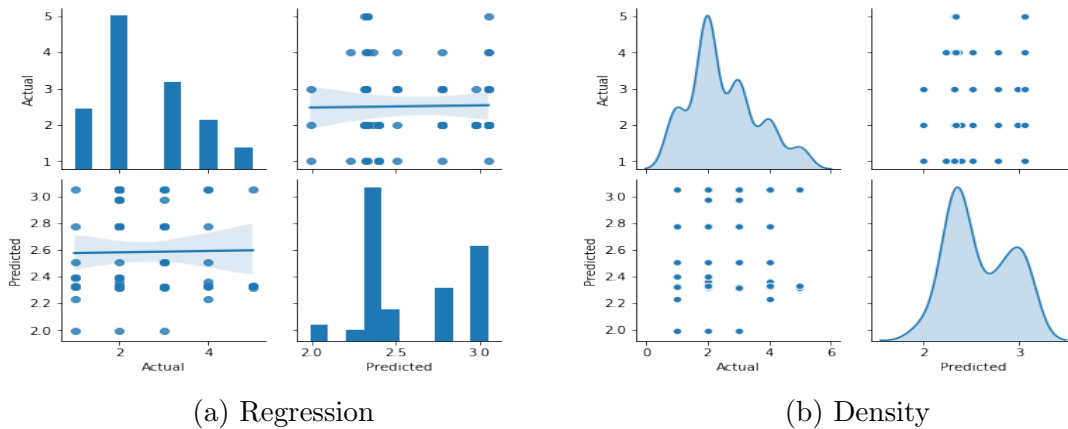 5
4
3
2
1
Actual
5
4
3
2
1
Actual
3.0
2.8
2.6
2.4
2.2
2.0
Predicted
2 4
Actual
2.0 2.5 3.0
Predicted
3.0
2.8
2.6
2.4
2.2
2.0
Predicted
0 2 4 6
Actual
2 3
Predicted
(a) Regression
(b) Density